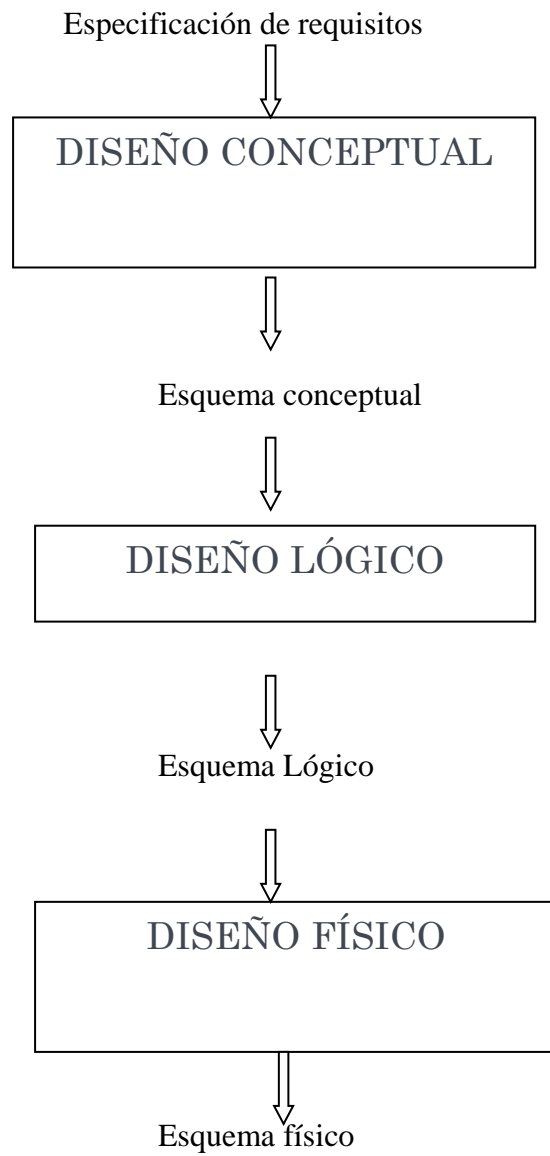 Especificación de requisitos
DISEÑO CONCEPTUAL
Esquema conceptual
DISEÑO LÓGICO
Esquema Lógico
DISEÑO FÍSICO
Esquema físico